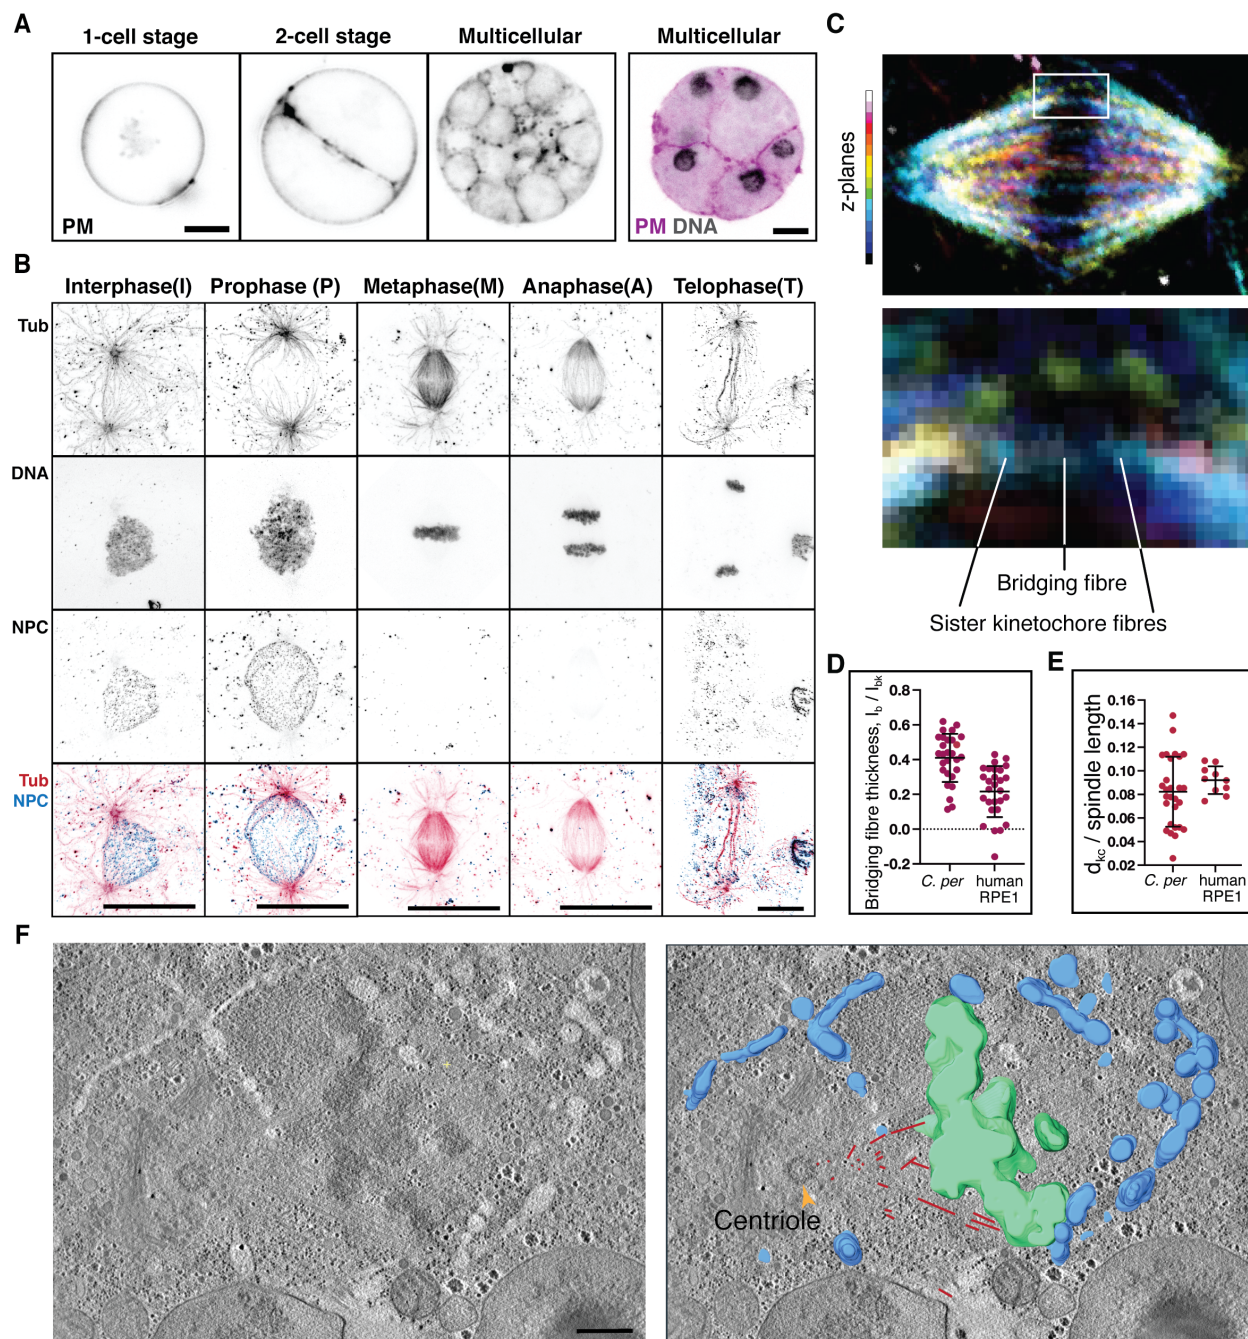 A
1-cell stage
2-cell stage
Multicellular
Multicellular
PM
PM DNA
B
Interphase(I)
Prophase (P)
Metaphase(M)
Anaphase(A)
Telophase(T)
Tub
DNA
NPC
Tub
NPC
C
z-planes
Bridging fibre
Sister kinetochore fibres
D
Bridging fibre thickness, Ib / Ibk
0.8
0.6
0.4
0.2
0.0
-0.2
C. per
human
RPE1
E
dkc / spindle length
0.16
0.14
0.12
0.10
0.08
0.06
0.04
0.02
C. per
human
RPE1
F
Centriole